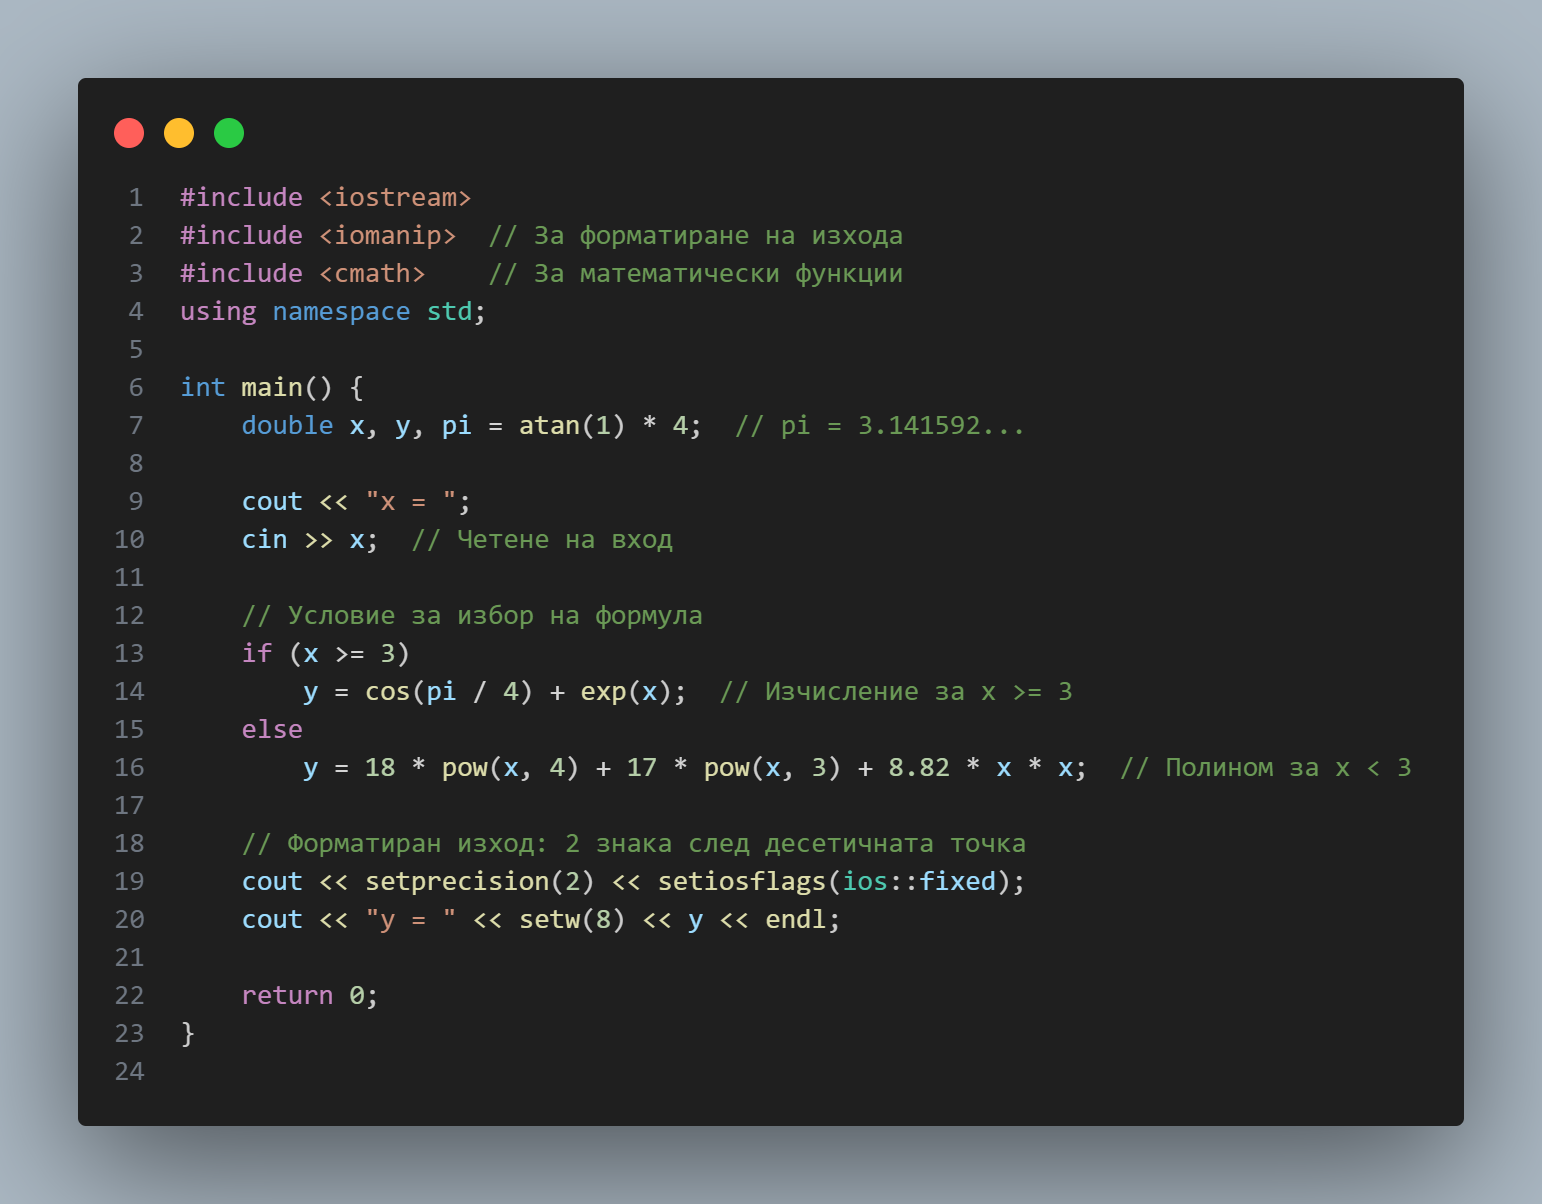 1 #include <iostream>
2 #include <iomanip>  // За форматиране на изхода
3 #include <cmath>    // За математически функции
4 using namespace std;
5
6 int main() {
7     double x, y, pi = atan(1) * 4;  // pi = 3.141592...
8
9     cout << "x = ";
10     cin >> x;  // Четене на вход
11
12     // Условие за избор на формула
13     if (x >= 3)
14         y = cos(pi / 4) + exp(x);  // Изчисление за x >= 3
15     else
16         y = 18 * pow(x, 4) + 17 * pow(x, 3) + 8.82 * x * x;  // Полином за x < 3
17
18     // Форматиран изход: 2 знака след десетичната точка
19     cout << setprecision(2) << setiosflags(ios::fixed);
20     cout << "y = " << setw(8) << y << endl;
21
22     return 0;
23 }
24